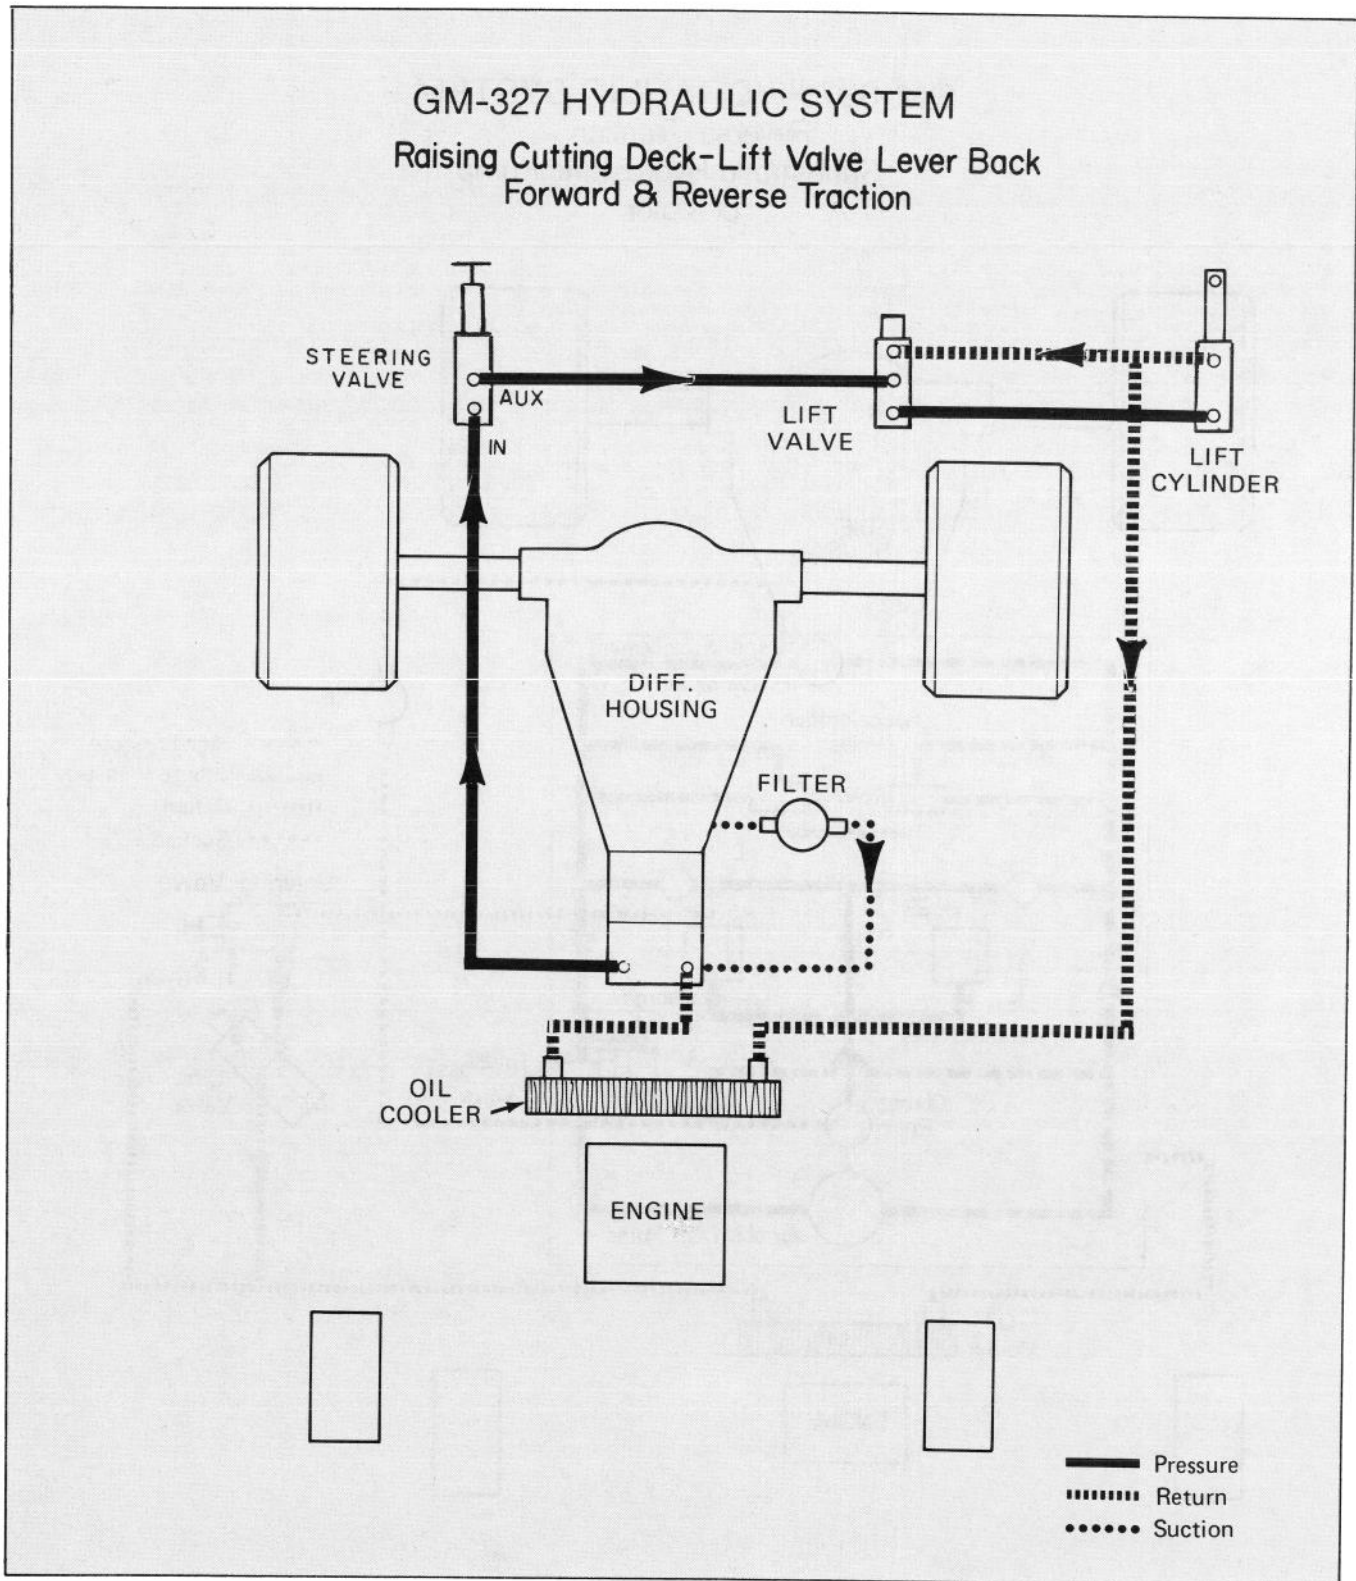 GM-327 HYDRAULIC SYSTEM
Raising Cutting Deck-Lift Valve Lever Back
Forward & Reverse Traction
STEERING
VALVE
AUX
IN
LIFT
VALVE
LIFT
CYLINDER
DIFF.
HOUSING
FILTER
OIL
COOLER
ENGINE
Pressure
Return
Suction